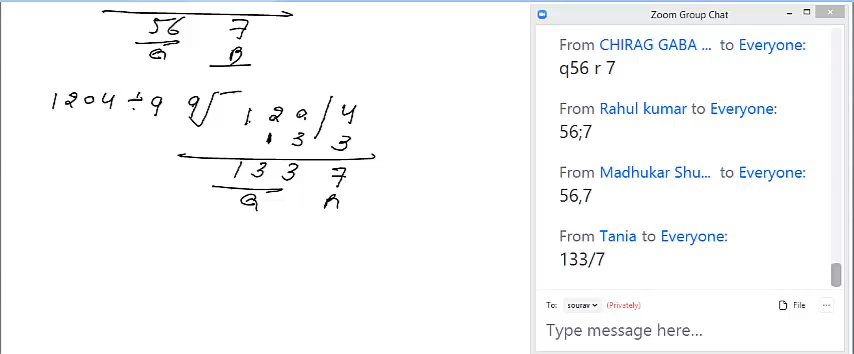 56 7
Q R
1204 ÷ 9 9 1 2 0 / 4
1 3 3
1 3 3 7
Q R
Zoom Group Chat
From CHIRAG GABA ... to Everyone:
q56 r 7
From Rahul kumar to Everyone:
56;7
From Madhukar Shu... to Everyone:
56,7
From Tania to Everyone:
133/7
To: sourav (Privately) File ...
Type message here...